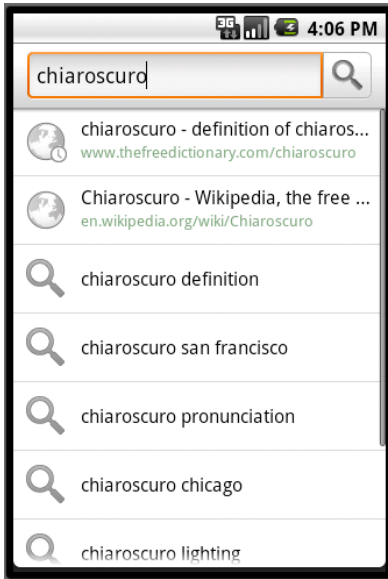 3G 4:06 PM
chiaroscuro
chiaroscuro - definition of chiaros...
www.thefreedictionary.com/chiaroscuro
Chiaroscuro - Wikipedia, the free ...
en.wikipedia.org/wiki/Chiaroscuro
chiaroscuro definition
chiaroscuro san francisco
chiaroscuro pronunciation
chiaroscuro chicago
chiaroscuro lighting